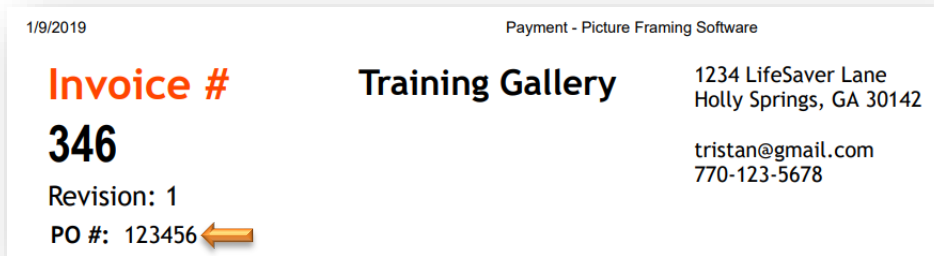 1/9/2019 Payment - Picture Framing Software
Invoice # Training Gallery
346
Revision: 1
PO #: 123456
1234 LifeSaver Lane
Holly Springs, GA 30142
tristan@gmail.com
770-123-5678